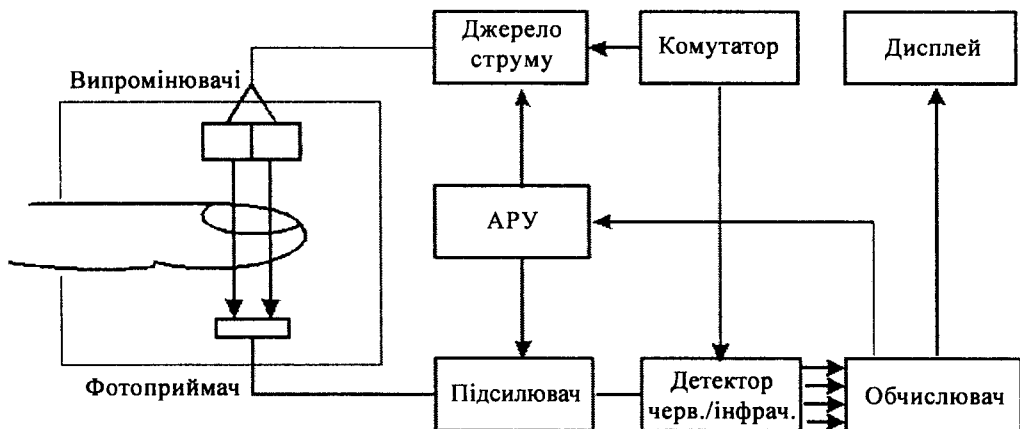 Джерело
струму
Комутатор
Дисплей
Випромінювачі
АРУ
Фотоприймач
Підсилювач
Детектор
черв./інфрач.
Обчислювач